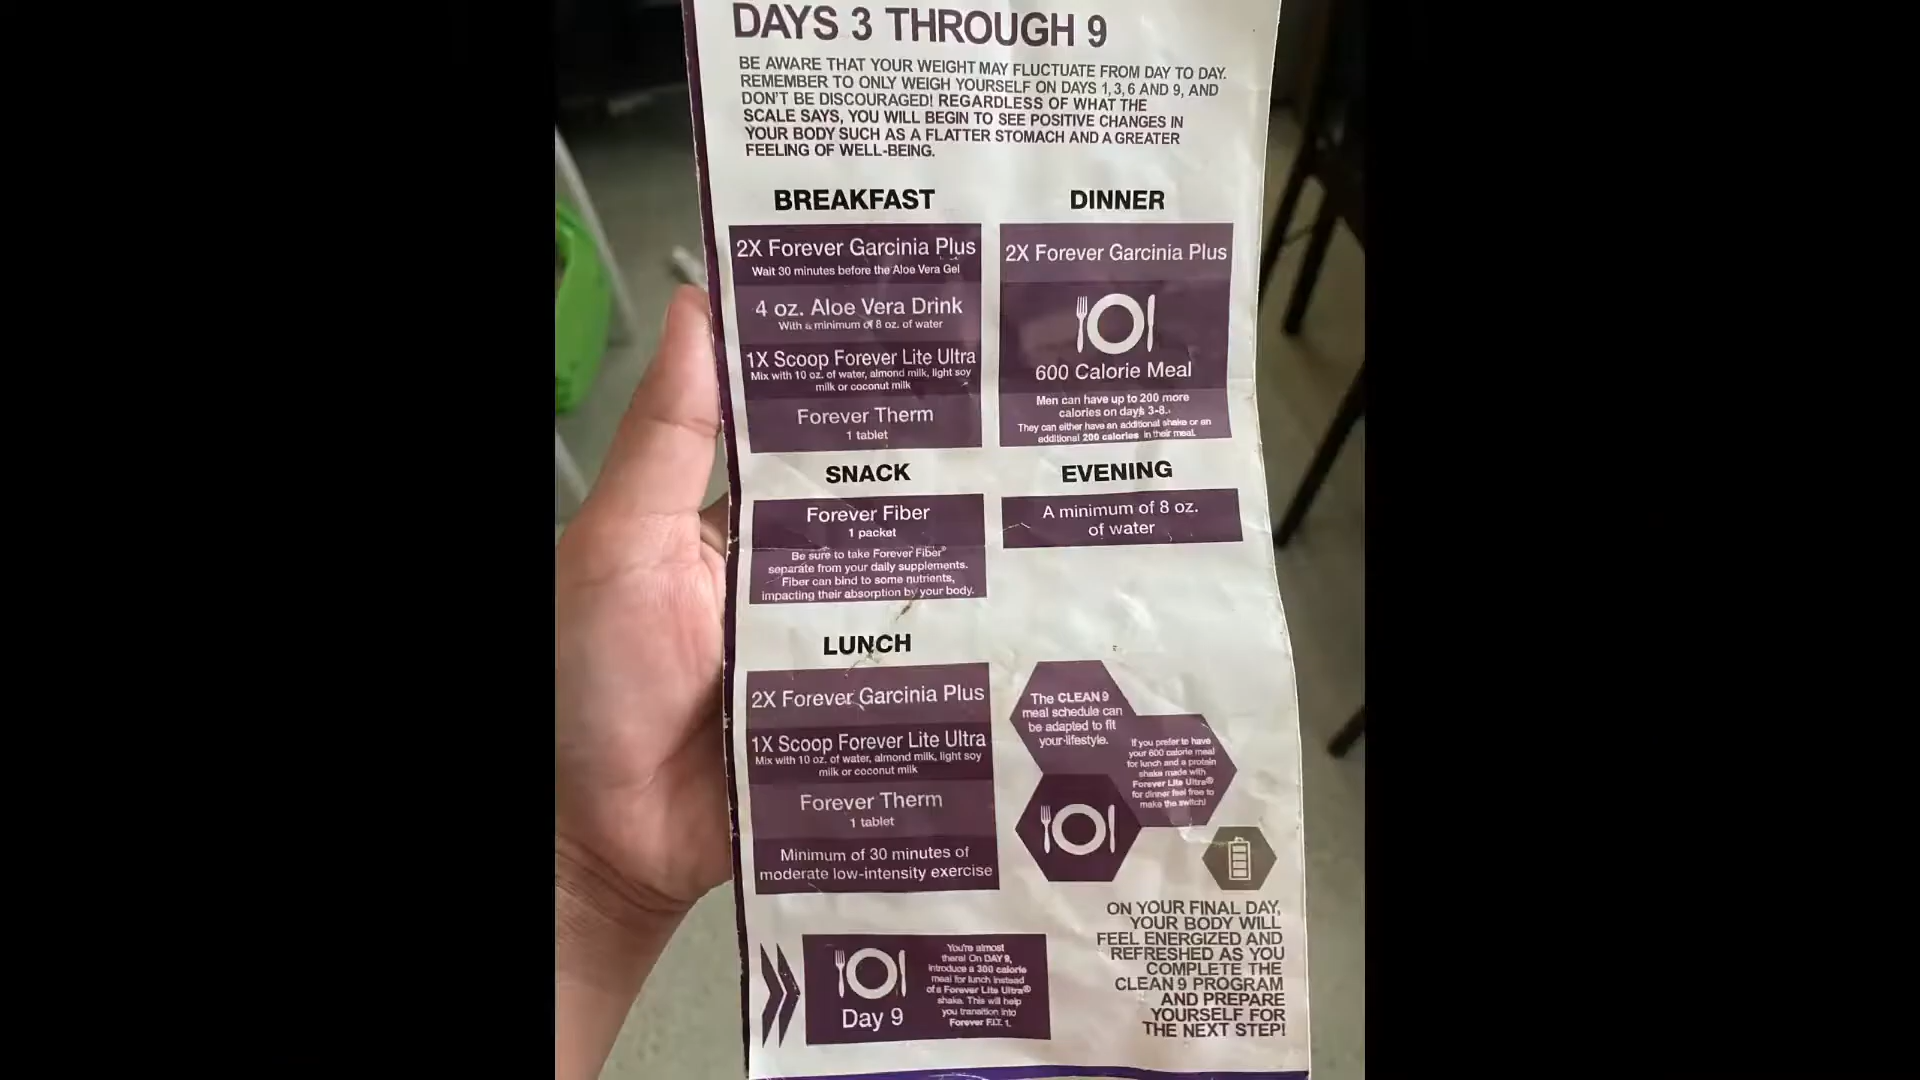 DAYS 3 THROUGH 9
BE AWARE THAT YOUR WEIGHT MAY FLUCTUATE FROM DAY TO DAY.
REMEMBER TO ONLY WEIGH YOURSELF ON DAYS 1,3,6 AND 9, AND
DON'T BE DISCOURAGED! REGARDLESS OF WHAT THE
SCALE SAYS, YOU WILL BEGIN TO SEE POSITIVE CHANGES IN
YOUR BODY SUCH AS A FLATTER STOMACH AND A GREATER
FEELING OF WELL-BEING.
BREAKFAST
2X Forever Garcinia Plus
Wait 30 minutes before the Aloe Vera Gel
4 oz. Aloe Vera Drink
With a minimum of 8 oz. of water
1X Scoop Forever Lite Ultra
Mix with 10 oz. of water, almond milk, light soy
milk or coconut milk
Forever Therm
1 tablet
SNACK
Forever Fiber
1 packet
Be sure to take Forever Fiber®
separate from your daily supplements.
Fiber can bind to some nutrients,
impacting their absorption by your body.
LUNCH
2X Forever Garcinia Plus
1X Scoop Forever Lite Ultra
Mix with 10 oz. of water, almond milk, light soy
milk or coconut milk
Forever Therm
1 tablet
Minimum of 30 minutes of
moderate low-intensity exercise
DINNER
2X Forever Garcinia Plus
600 Calorie Meal
Men can have up to 200 more
calories on days 3-8.
They can either have an additional shake or an
additional 200 calories in their meal.
EVENING
A minimum of 8 oz.
of water
The CLEAN9
meal schedule can
be adapted to fit
your lifestyle.
If you prefer to have
your 600 calorie meal
for lunch and a protein
shake made with
Forever Lite Ultra®
for dinner feel free to
make the switch!
Day 9
You're almost
there! On DAY 9,
introduce a 300 calorie
meal for lunch instead
of a Forever Lite Ultra®
shake. This will help
you transition into
Forever F.I.T. 1.
ON YOUR FINAL DAY,
YOUR BODY WILL
FEEL ENERGIZED AND
REFRESHED AS YOU
COMPLETE THE
CLEAN 9 PROGRAM
AND PREPARE
YOURSELF FOR
THE NEXT STEP!